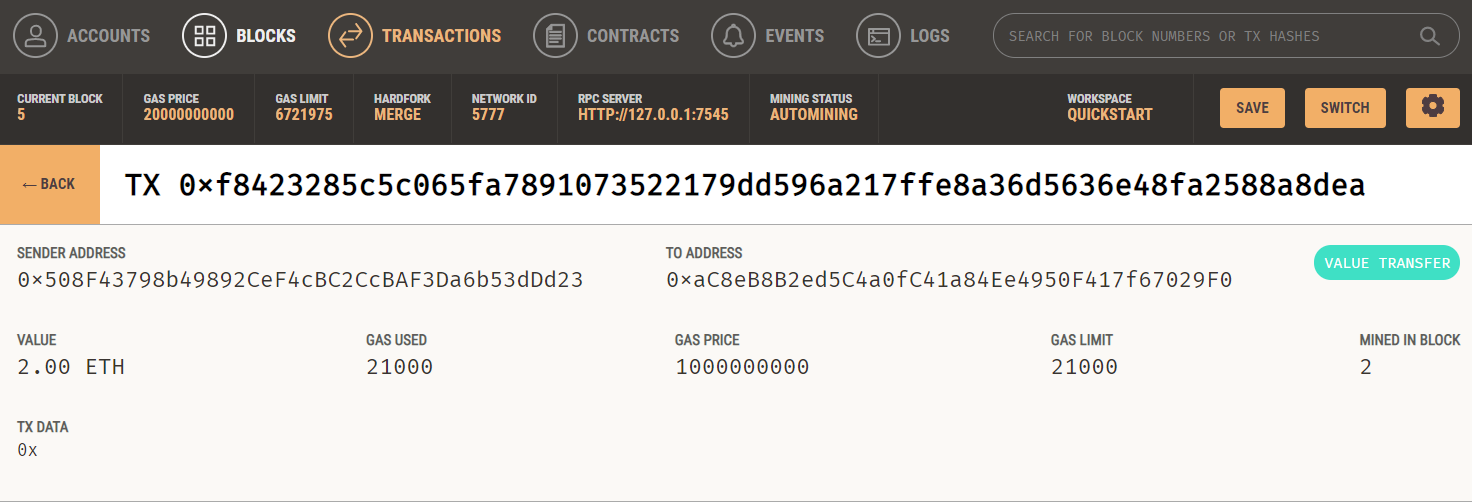 ACCOUNTS BLOCKS TRANSACTIONS CONTRACTS EVENTS LOGS SEARCH FOR BLOCK NUMBERS OR TX HASHES
CURRENT BLOCK GAS PRICE GAS LIMIT HARDFORK NETWORK ID RPC SERVER MINING STATUS WORKSPACE
5 20000000000 6721975 MERGE 5777 HTTP://127.0.0.1:7545 AUTOMINING QUICKSTART SAVE SWITCH
← BACK TX 0×f8423285c5c065fa7891073522179dd596a217ffe8a36d5636e48fa2588a8dea
SENDER ADDRESS TO ADDRESS
0×508F43798b49892CeF4cBC2CcBAF3Da6b53dDd23 0×aC8eB8B2ed5C4a0fC41a84Ee4950F417f67029F0 VALUE TRANSFER
VALUE GAS USED GAS PRICE GAS LIMIT MINED IN BLOCK
2.00 ETH 21000 1000000000 21000 2
TX DATA
0x